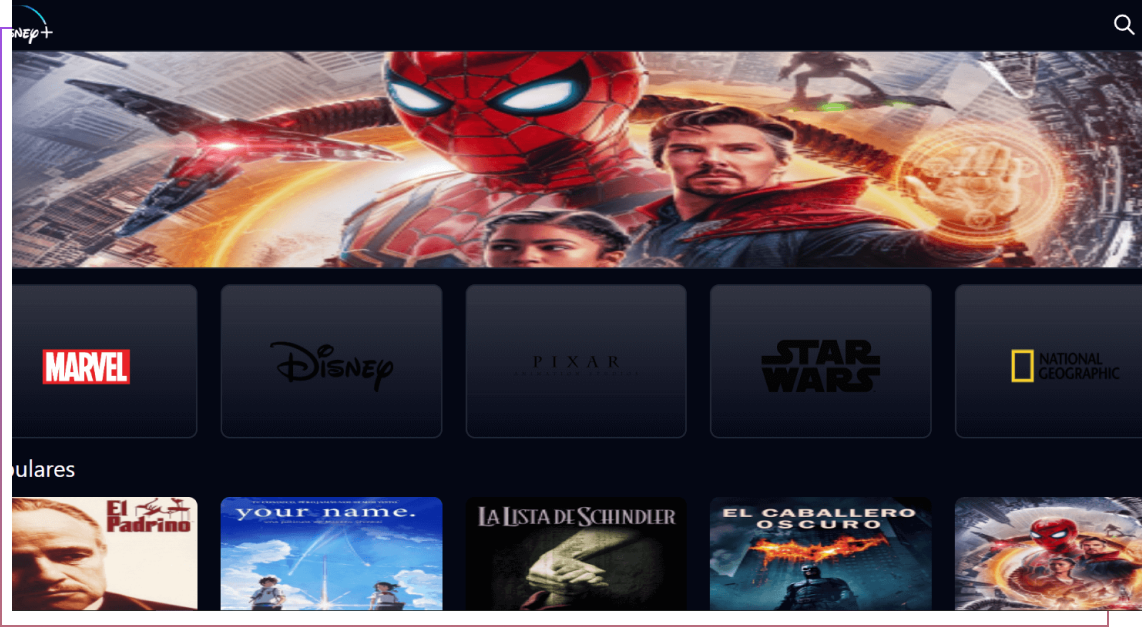 SNEY+
MARVEL
DISNEY
PIXAR
STAR
WARS
NATIONAL
GEOGRAPHIC
pulares
El
Padrino
your name.
LA LISTA DE SCHINDLER
EL CABALLERO
OSCURO